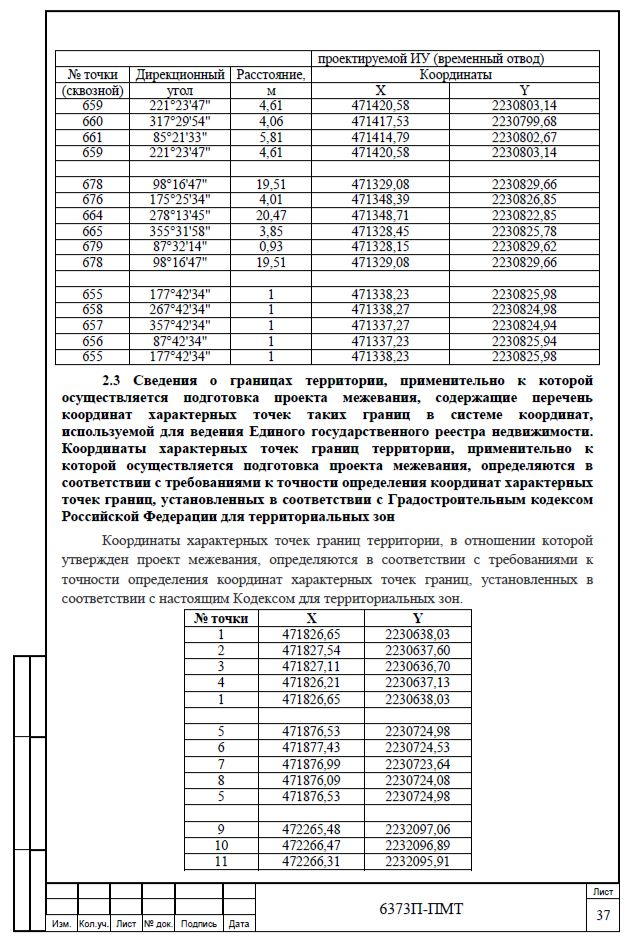 проектируемой ИУ (временный отвод)
№ точки Дирекционный Расстояние, Координаты
(сквозной) угол м X Y
659 221°23'47" 4,61 471420,58 2230803,14
660 317°29'54" 4,06 471417,53 2230799,68
661 85°21'33" 5,81 471414,79 2230802,67
659 221°23'47" 4,61 471420,58 2230803,14
678 98°16'47" 19,51 471329,08 2230829,66
676 175°25'34" 4,01 471348,39 2230826,85
664 278°13'45" 20,47 471348,71 2230822,85
665 355°31'58" 3,85 471328,45 2230825,78
679 87°32'14" 0,93 471328,15 2230829,62
678 98°16'47" 19,51 471329,08 2230829,66
655 177°42'34" 1 471338,23 2230825,98
658 267°42'34" 1 471338,27 2230824,98
657 357°42'34" 1 471337,27 2230824,94
656 87°42'34" 1 471337,23 2230825,94
655 177°42'34" 1 471338,23 2230825,98
2.3 Сведения о границах территории, применительно к которой
осуществляется подготовка проекта межевания, содержащие перечень
координат характерных точек таких границ в системе координат,
используемой для ведения Единого государственного реестра недвижимости.
Координаты характерных точек границ территории, применительно к
которой осуществляется подготовка проекта межевания, определяются в
соответствии с требованиями к точности определения координат характерных
точек границ, установленных в соответствии с Градостроительным кодексом
Российской Федерации для территориальных зон
Координаты характерных точек границ территории, в отношении которой
утвержден проект межевания, определяются в соответствии с требованиями к
точности определения координат характерных точек границ, установленных в
соответствии с настоящим Кодексом для территориальных зон.
№ точки X Y
1 471826,65 2230638,03
2 471827,54 2230637,60
3 471827,11 2230636,70
4 471826,21 2230637,13
1 471826,65 2230638,03
5 471876,53 2230724,98
6 471877,43 2230724,53
7 471876,99 2230723,64
8 471876,09 2230724,08
5 471876,53 2230724,98
9 472265,48 2232097,06
10 472266,47 2232096,89
11 472266,31 2232095,91
6373П-ПМТ
Лист
37
Изм. Кол.уч. Лист № док. Подпись Дата